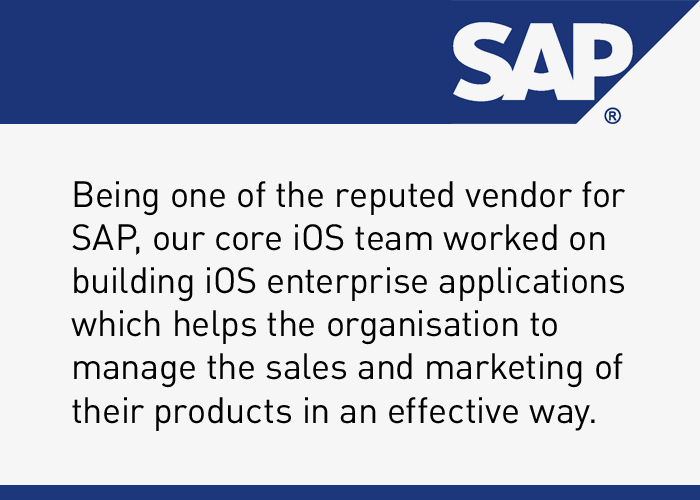 SAP
®
Being one of the reputed vendor for
SAP, our core iOS team worked on
building iOS enterprise applications
which helps the organisation to
manage the sales and marketing of
their products in an effective way.